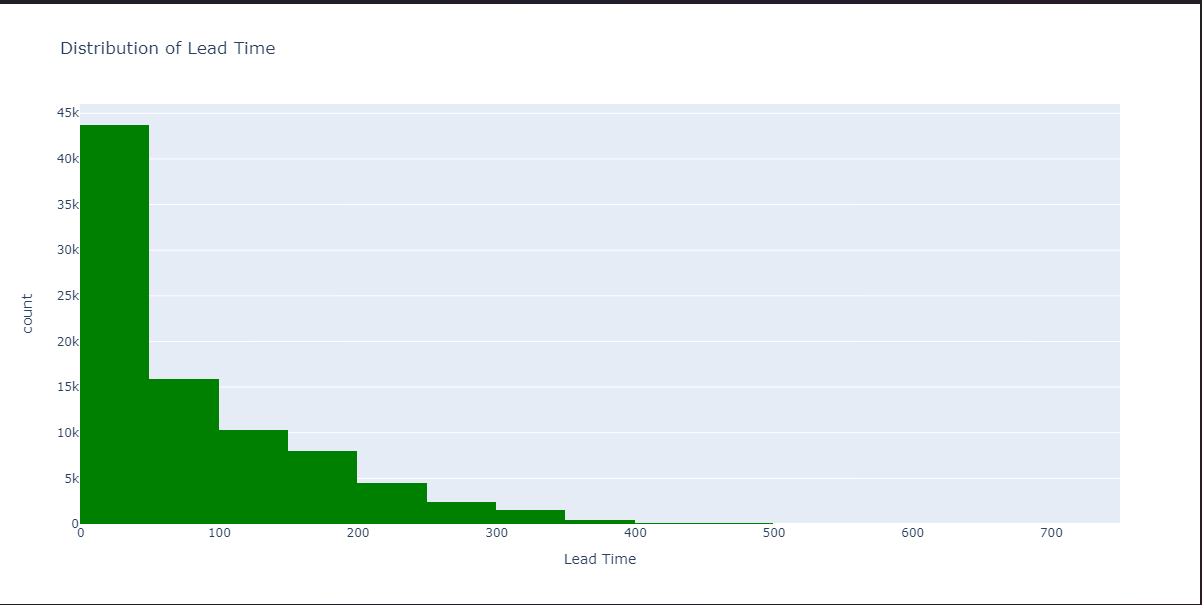 Distribution of Lead Time
45k
40k
35k
30k
25k
20k
15k
10k
5k
0
count
0 100 200 300 400 500 600 700
Lead Time